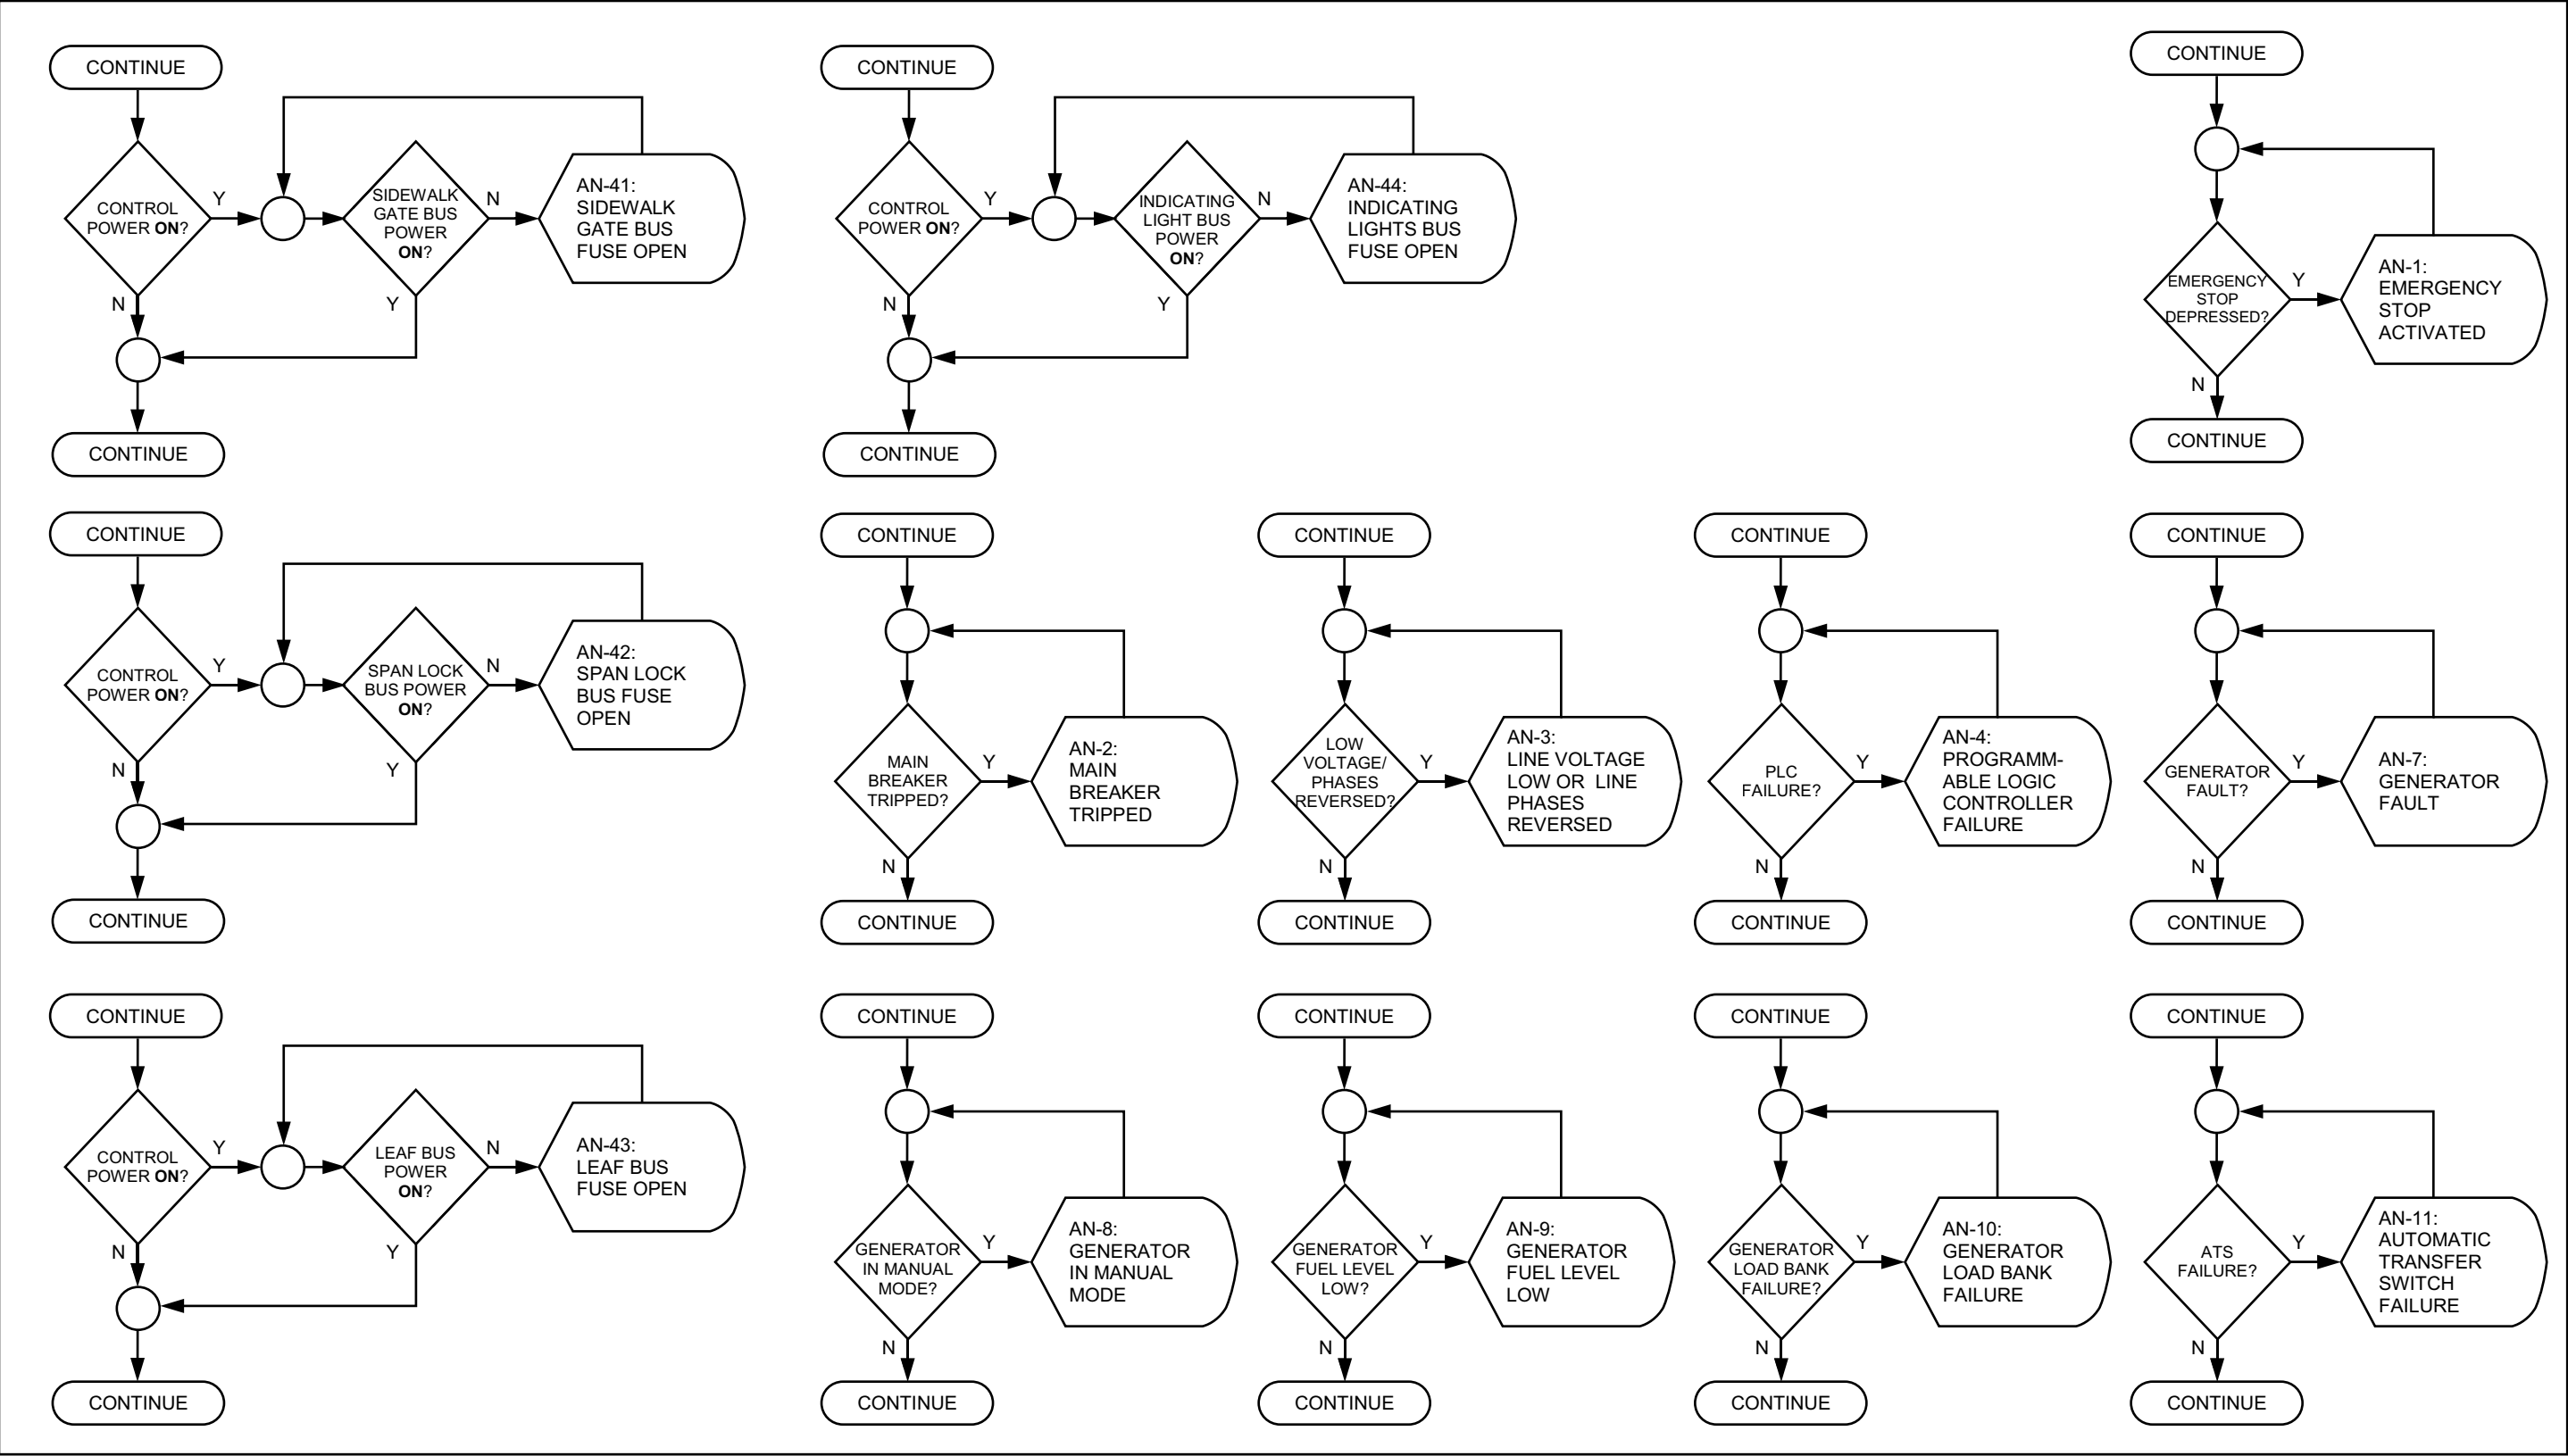 CONTINUE
CONTROL
POWER ON?
Y
N
SIDEWALK
GATE BUS
POWER
ON?
N
Y
AN-41:
SIDEWALK
GATE BUS
FUSE OPEN
CONTINUE
CONTINUE
CONTROL
POWER ON?
Y
N
INDICATING
LIGHT BUS
POWER
ON?
N
Y
AN-44:
INDICATING
LIGHTS BUS
FUSE OPEN
CONTINUE
CONTINUE
EMERGENCY
STOP
DEPRESSED?
Y
N
AN-1:
EMERGENCY
STOP
ACTIVATED
CONTINUE
CONTINUE
CONTROL
POWER ON?
Y
N
SPAN LOCK
BUS POWER
ON?
N
Y
AN-42:
SPAN LOCK
BUS FUSE
OPEN
CONTINUE
CONTINUE
MAIN
BREAKER
TRIPPED?
Y
N
AN-2:
MAIN
BREAKER
TRIPPED
CONTINUE
CONTINUE
LOW
VOLTAGE/
PHASES
REVERSED?
Y
N
AN-3:
LINE VOLTAGE
LOW OR LINE
PHASES
REVERSED
CONTINUE
CONTINUE
PLC
FAILURE?
Y
N
AN-4:
PROGRAMM-
ABLE LOGIC
CONTROLLER
FAILURE
CONTINUE
CONTINUE
GENERATOR
FAULT?
Y
N
AN-7:
GENERATOR
FAULT
CONTINUE
CONTINUE
CONTROL
POWER ON?
Y
N
LEAF BUS
POWER
ON?
N
Y
AN-43:
LEAF BUS
FUSE OPEN
CONTINUE
CONTINUE
GENERATOR
IN MANUAL
MODE?
Y
N
AN-8:
GENERATOR
IN MANUAL
MODE
CONTINUE
CONTINUE
GENERATOR
FUEL LEVEL
LOW?
Y
N
AN-9:
GENERATOR
FUEL LEVEL
LOW
CONTINUE
CONTINUE
GENERATOR
LOAD BANK
FAILURE?
Y
N
AN-10:
GENERATOR
LOAD BANK
FAILURE
CONTINUE
CONTINUE
ATS
FAILURE?
Y
N
AN-11:
AUTOMATIC
TRANSFER
SWITCH
FAILURE
CONTINUE